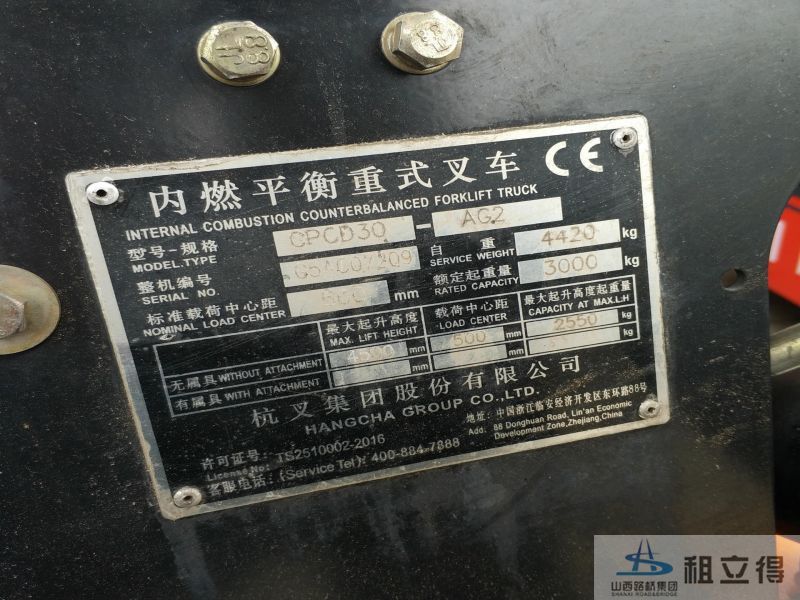 8.8
内燃平衡重式叉车 CE
INTERNAL COMBUSTION COUNTERBALANCED FORKLIFT TRUCK
型号-规格 CPCD30 - AG2
MODEL.TYPE
整机编号 自重 4420 kg
SERIAL NO. SERVICE WEIGHT
标准载荷中心距 500 mm 额定起重量 3000 kg
NOMINAL LOAD CENTER RATED CAPACITY
最大起升高度 载荷中心距 最大起升高度起重量
MAX. LIFT HEIGHT LOAD CENTER CAPACITY AT MAX.L:H
无属具 WITHOUT ATTACHMENT 4500 mm 500 mm 2550 kg
有属具 WITH ATTACHMENT mm mm kg
杭叉集团股份有限公司
HANGCHA GROUP CO.,LTD.
许可证号: TS2510002-2016
License No:
客服电话: (Service Tel): 400-884-7888
地址: 中国浙江临安经济开发区东环路88号
Add: 88 Donghuan Road, Lin'an Economic
Development Zone, Zhejiang, China
山西路桥集团 租立得
SHANXI ROAD&BRIDGE